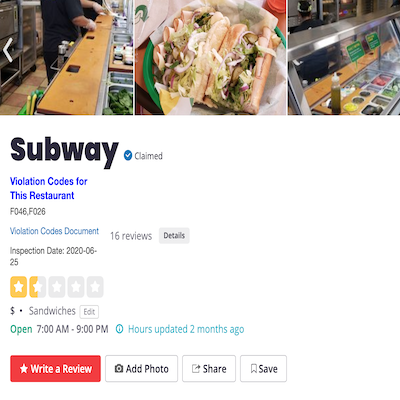 Subway Claimed
Violation Codes for
This Restaurant
F046,F026
Violation Codes Document
16 reviews Details
Inspection Date: 2020-06-
25
$ • Sandwiches Edit
Open 7:00 AM - 9:00 PM Hours updated 2 months ago
Write a Review Add Photo Share Save